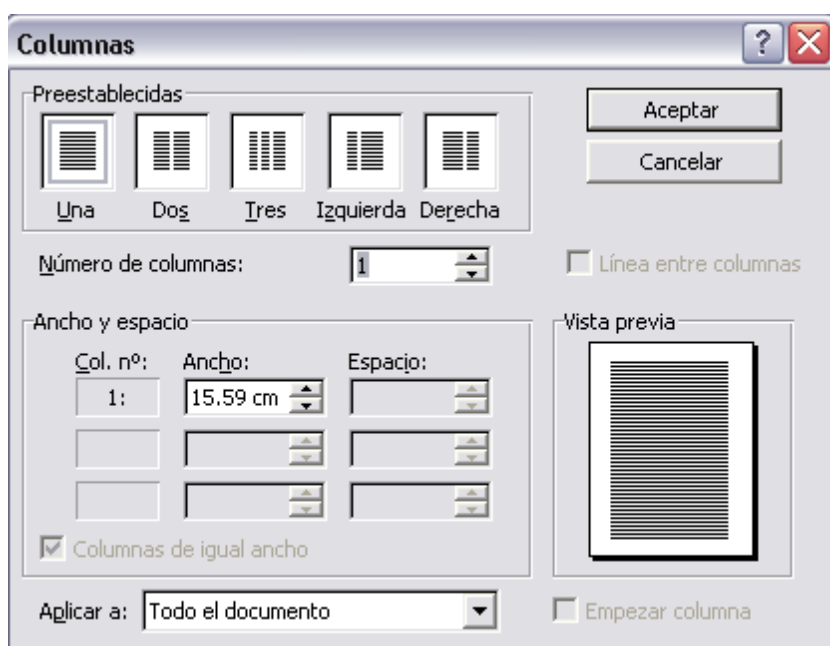 Columnas
?
Preestablecidas
Una Dos Tres Izquierda Derecha
Aceptar
Cancelar
Número de columnas: 1
Línea entre columnas
Ancho y espacio
Col. nº: Ancho: Espacio:
1: 15.59 cm
Columnas de igual ancho
Vista previa
Aplicar a: Todo el documento
Empezar columna